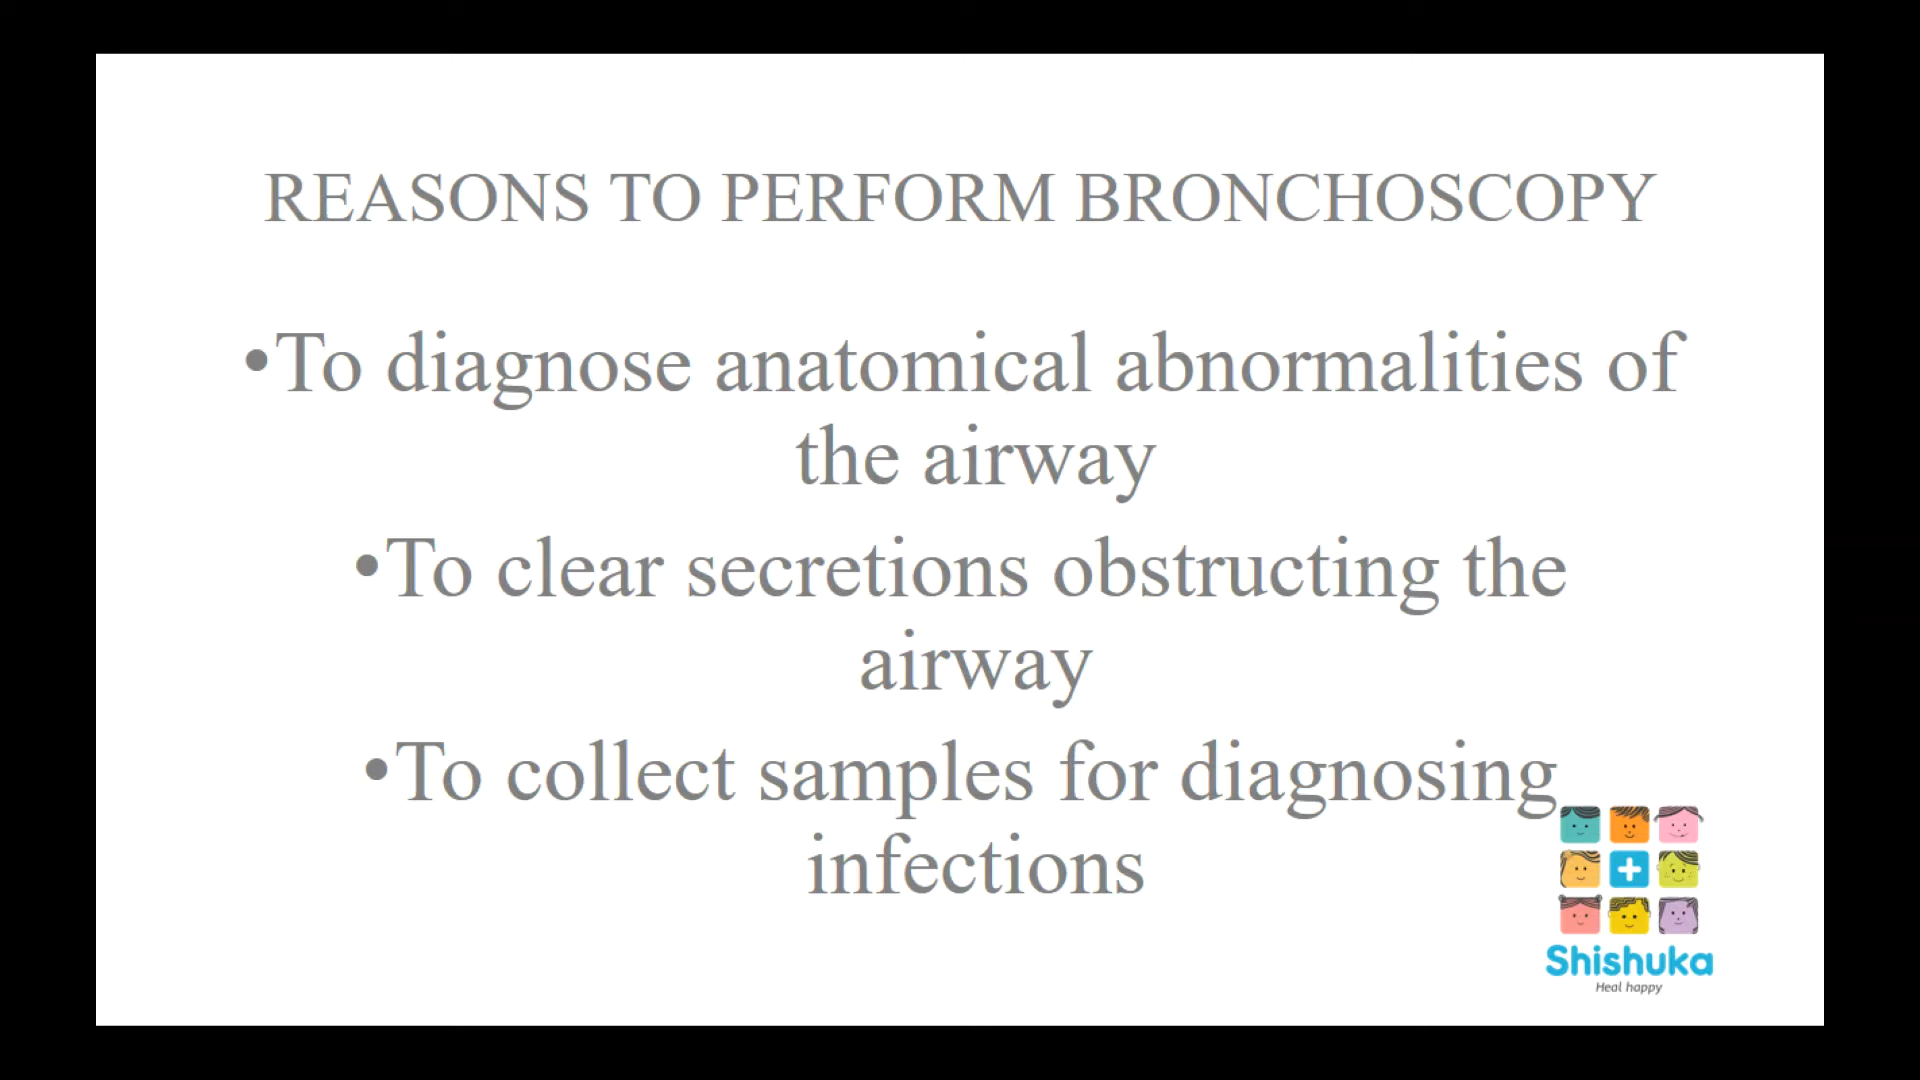 REASONS TO PERFORM BRONCHOSCOPY
•To diagnose anatomical abnormalities of
the airway
•To clear secretions obstructing the
airway
•To collect samples for diagnosing
infections
Shishuka
Heal happy